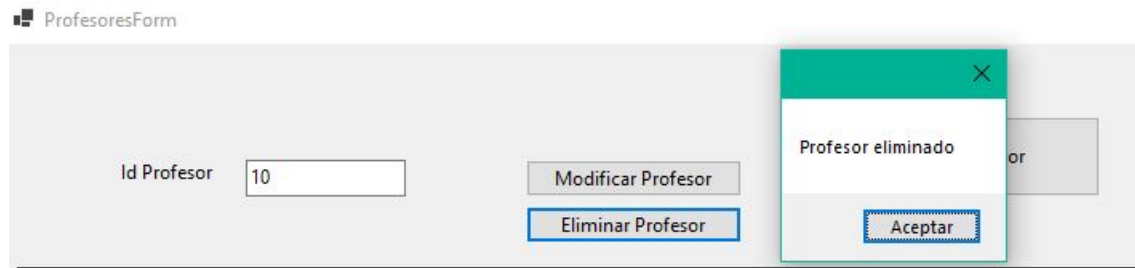 ProfesoresForm
Id Profesor
10
Modificar Profesor
Eliminar Profesor
Profesor eliminado
Aceptar
or